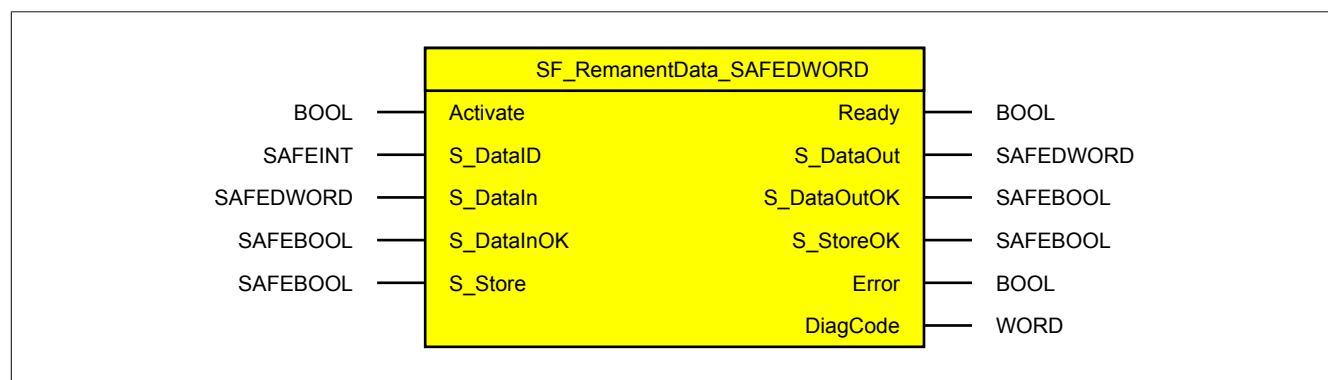 SF_RemanentData_SAFEDWORD
BOOL Activate Ready BOOL
SAFEINT S_DataID S_DataOut SAFEDWORD
SAFEDWORD S_DataIn S_DataOutOK SAFEBOOL
SAFEBOOL S_DataInOK S_StoreOK SAFEBOOL
SAFEBOOL S_Store Error BOOL
DiagCode WORD